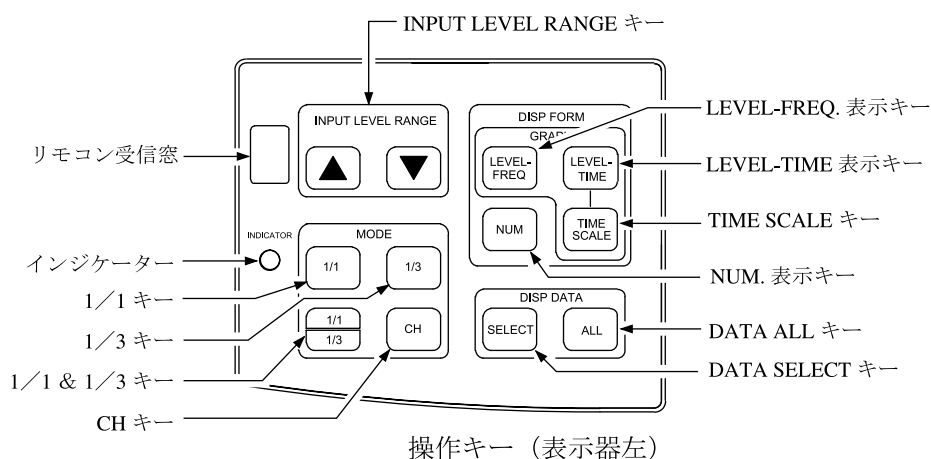 INPUT LEVEL RANGE キー
LEVEL-FREQ. 表示キー
LEVEL-TIME 表示キー
TIME SCALE キー
NUM. 表示キー
DATA ALL キー
DATA SELECT キー
リモコン受信窓
インジケーター
1/1 キー
1/3 キー
1/1 & 1/3 キー
CH キー
INPUT LEVEL RANGE
▲ ▼
INDICATOR
MODE
1/1
1/3
1/1
1/3
CH
DISP FORM
LEVEL-
FREQ
LEVEL-
TIME
NUM
TIME
SCALE
DISP DATA
SELECT
ALL
操作キー（表示器左）